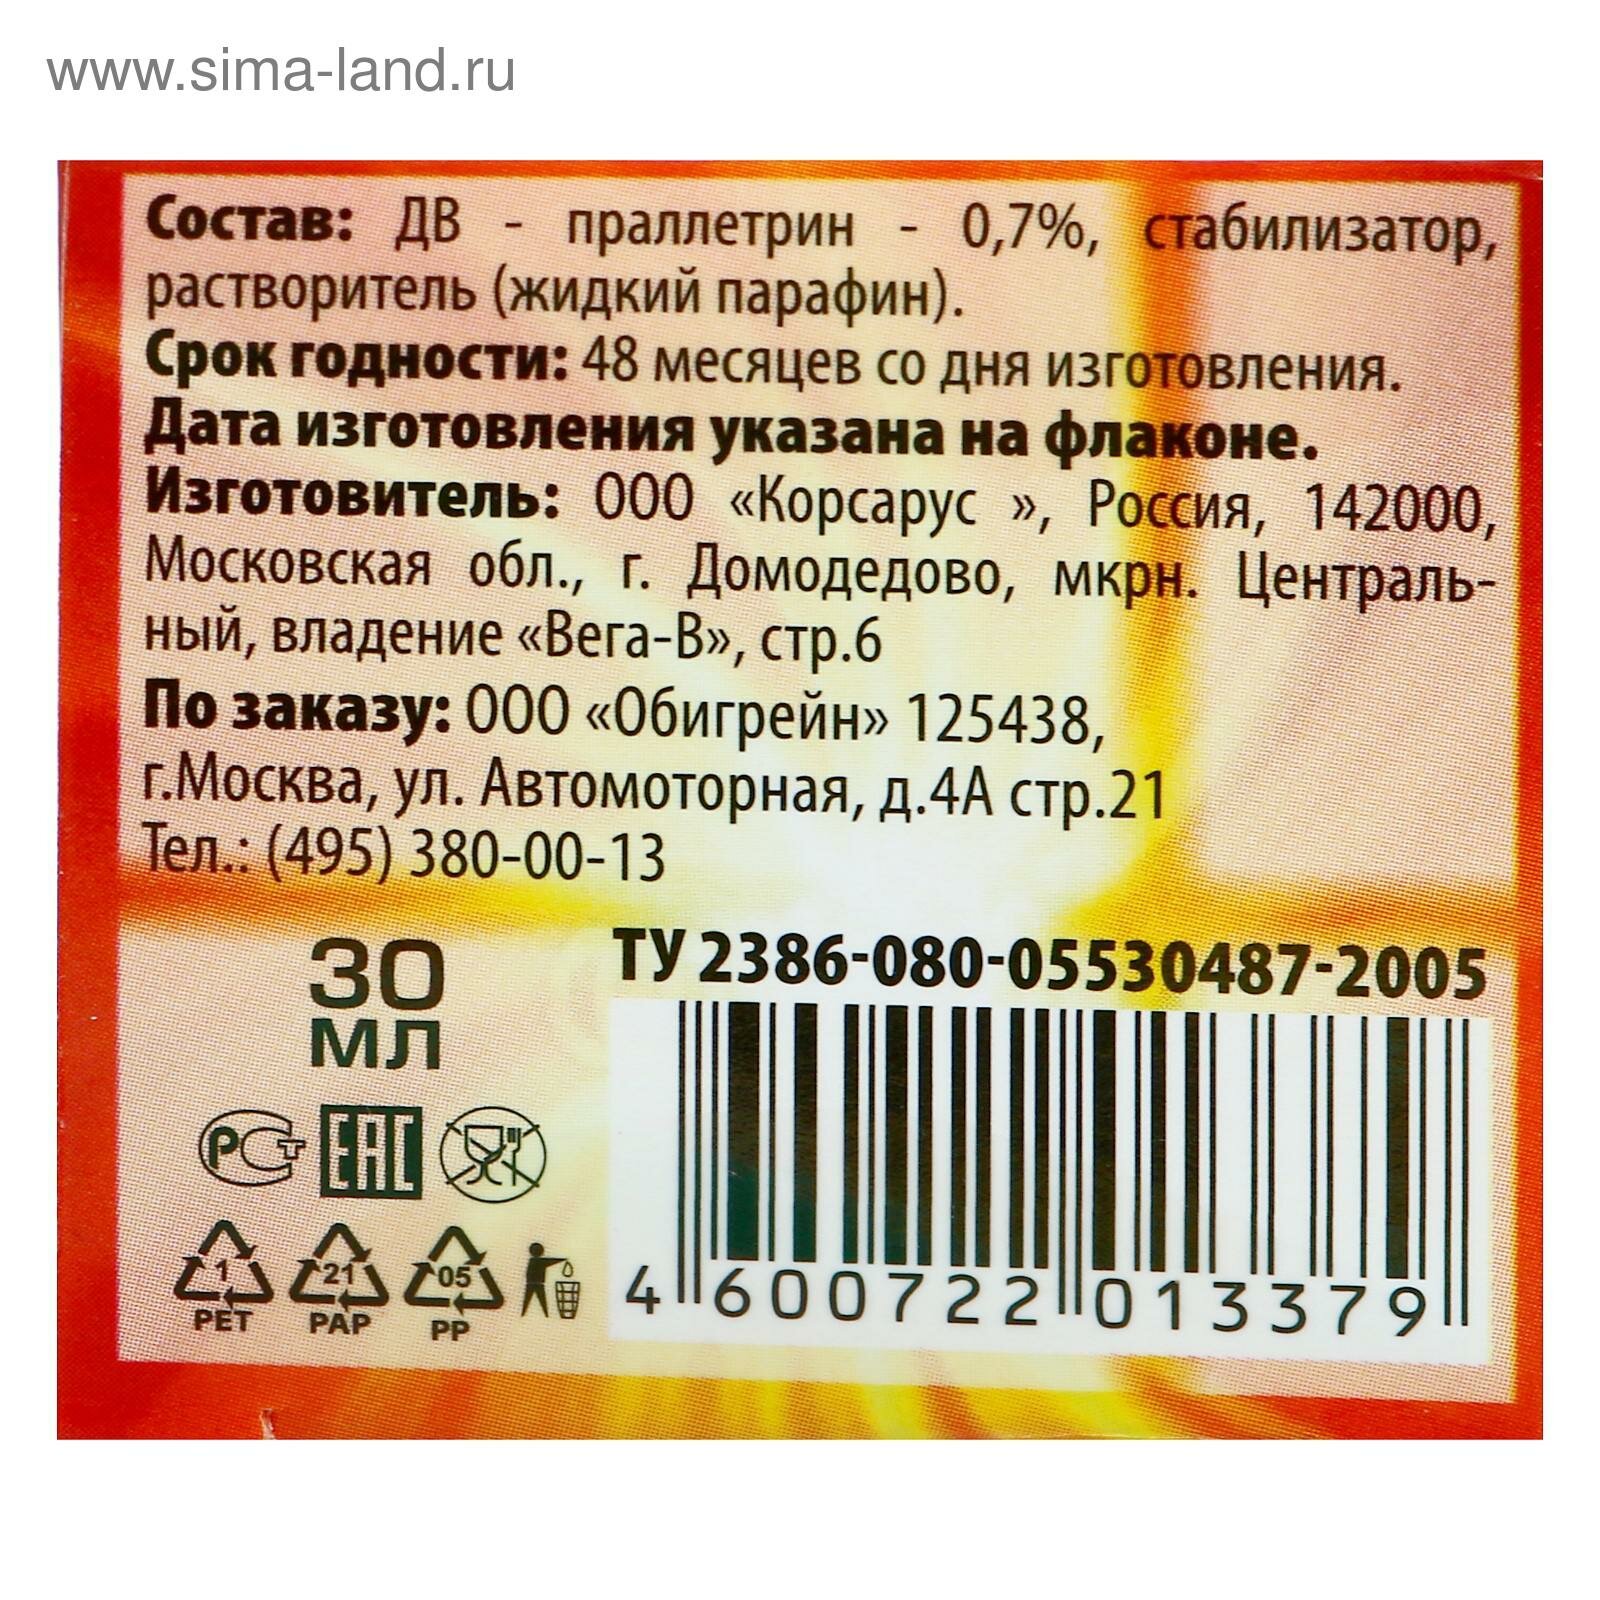 www.sima-land.ru
Состав: ДВ - праллетрин - 0,7%, стабилизатор,
растворитель (жидкий парафин).
Срок годности: 48 месяцев со дня изготовления.
Дата изготовления указана на флаконе.
Изготовитель: ООО «Корсарус », Россия, 142000,
Московская обл., г. Домодедово, мкрн. Централь-
ный, владение «Вега-В», стр.6
По заказу: ООО «Обигрейн» 125438,
г.Москва, ул. Автомоторная, д.4А стр.21
Тел.: (495) 380-00-13
30
МЛ
ТУ 2386-080-05530487-2005
РСТ EAC
1 21 05
PET PAP PP
4 600722 013379